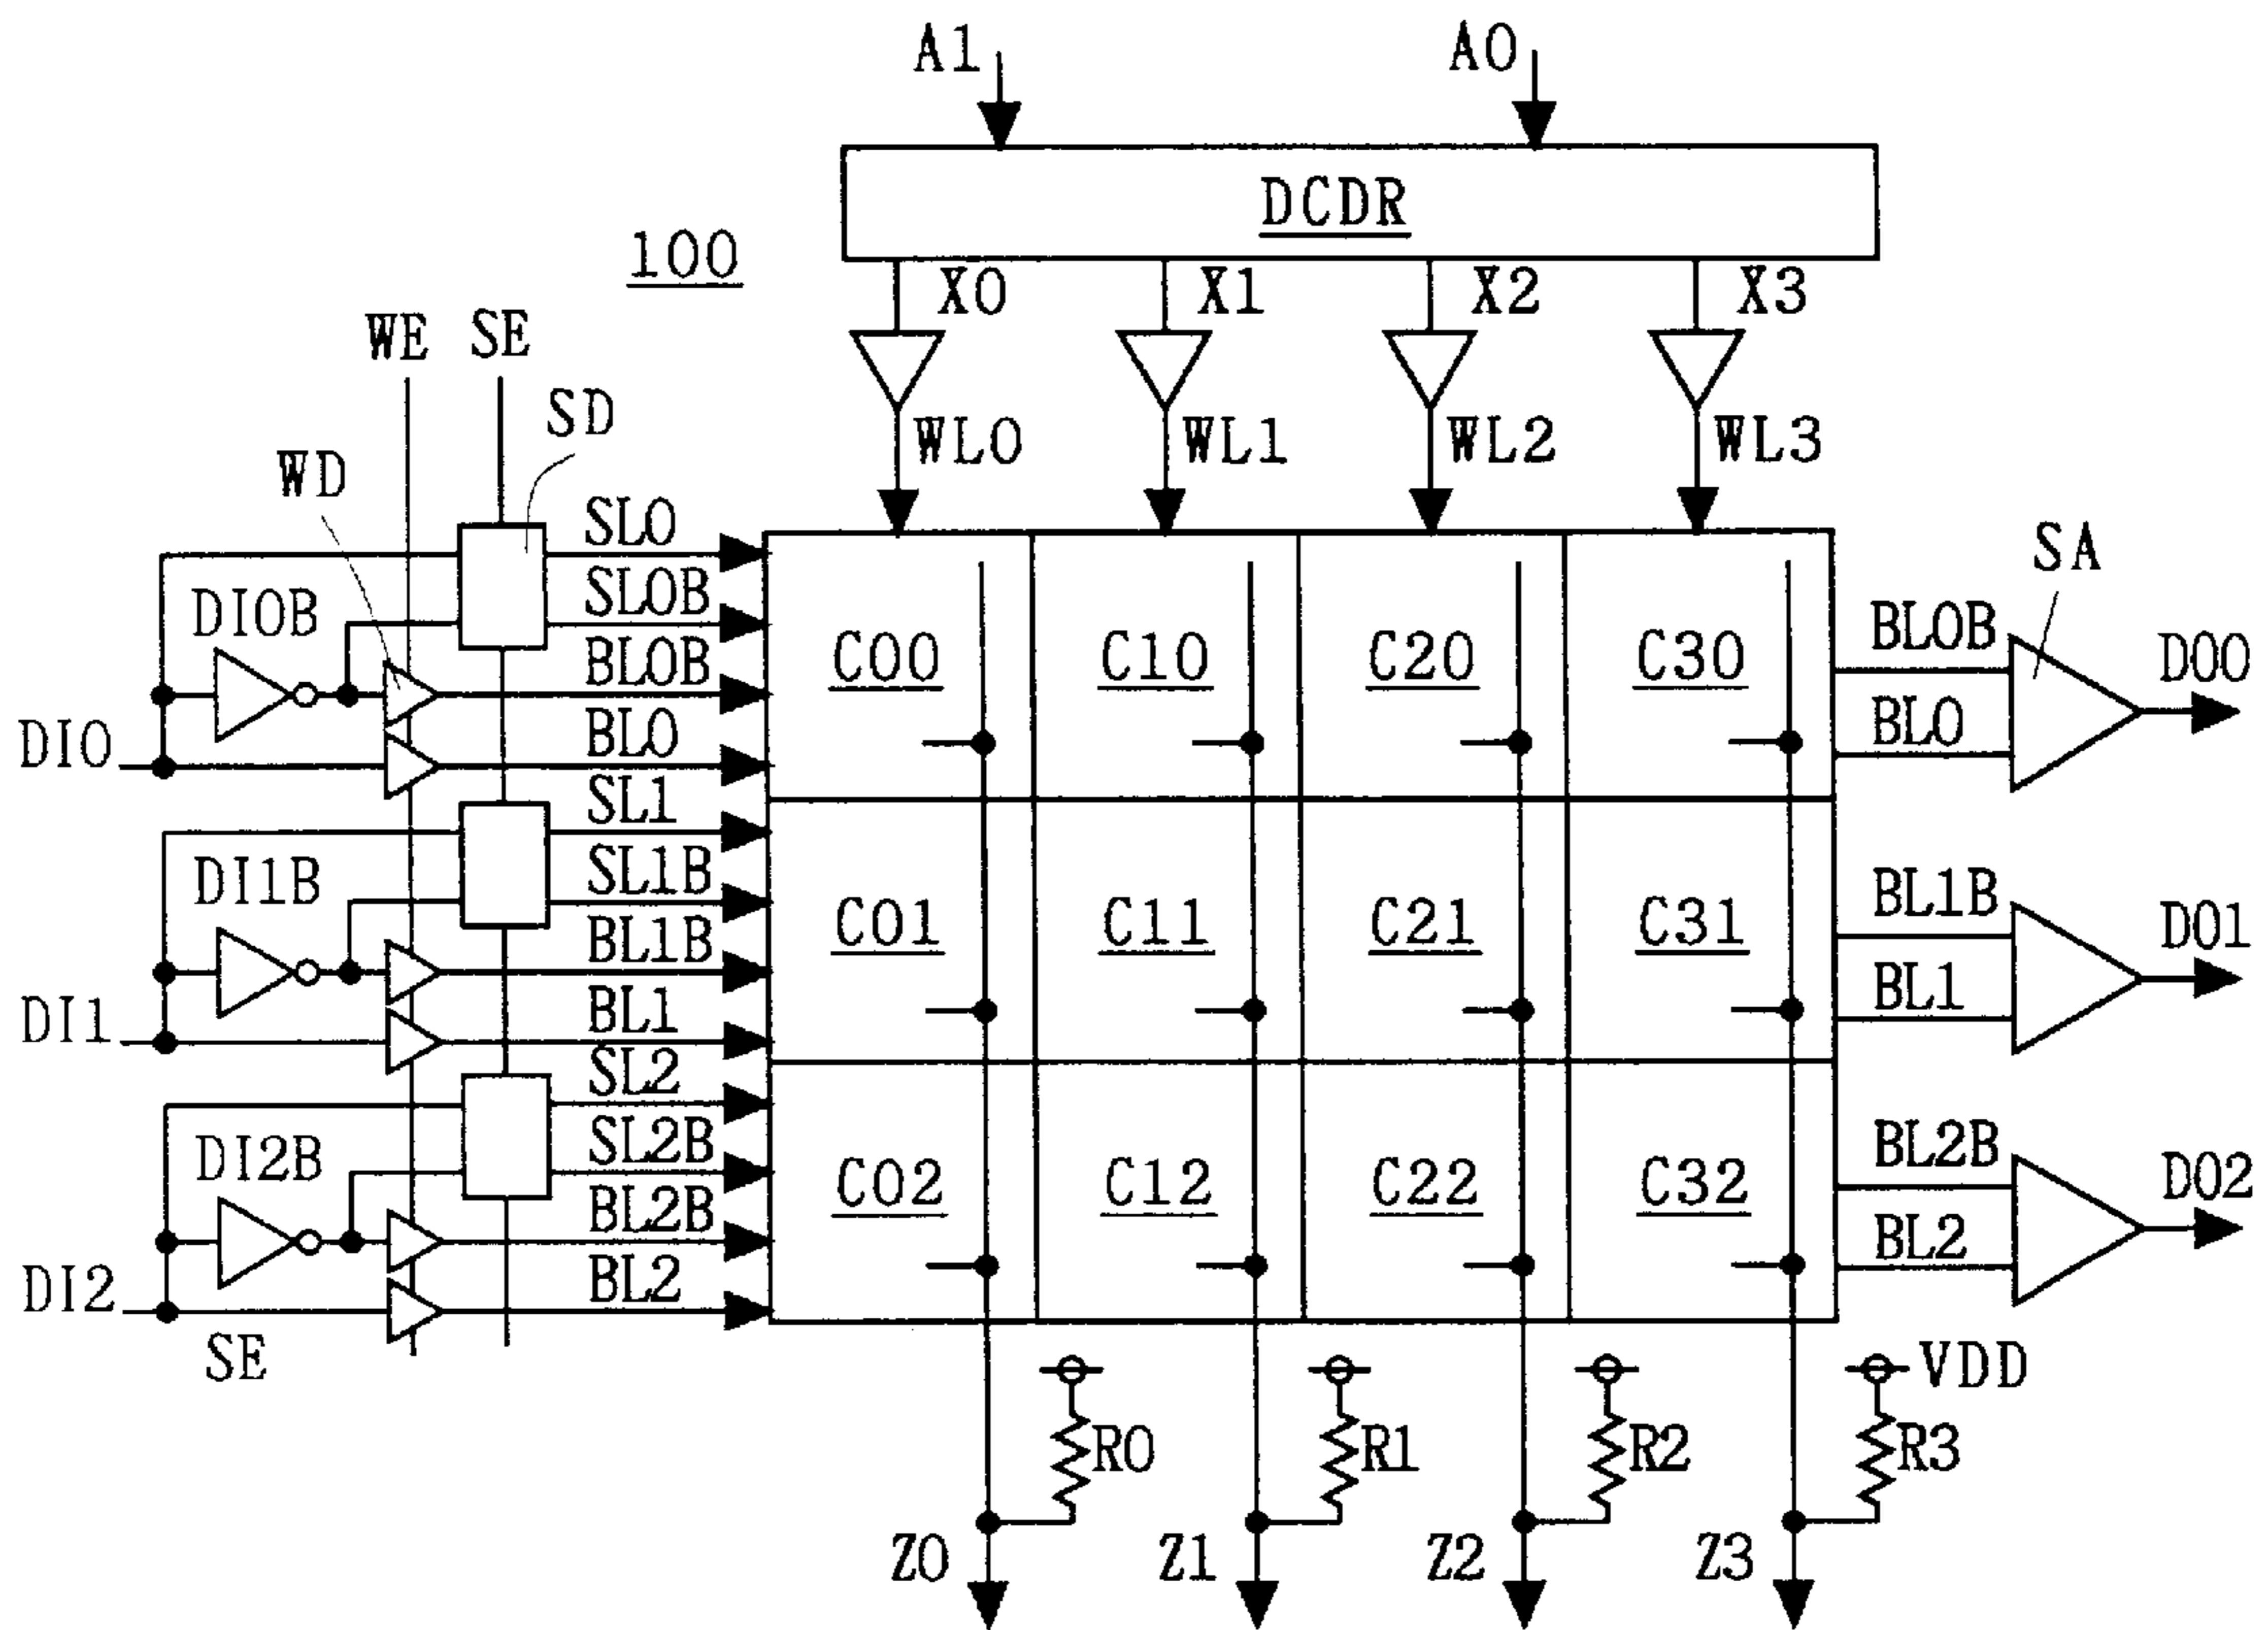 A1 A0
DCDR
100
X0 X1 X2 X3
WE SE
SD
WL0 WL1 WL2 WL3
WD
SL0
SL0B
DI0B
BL0B
BL0
DI0
C00 C10 C20 C30
SA
BL0B
BL0
DO0
SL1
SL1B
DI1B
BL1B
BL1
DI1
C01 C11 C21 C31
BL1B
BL1
DO1
SL2
SL2B
DI2B
BL2B
BL2
DI2
C02 C12 C22 C32
BL2B
BL2
DO2
SE
VDD
R0 R1 R2 R3
Z0 Z1 Z2 Z3